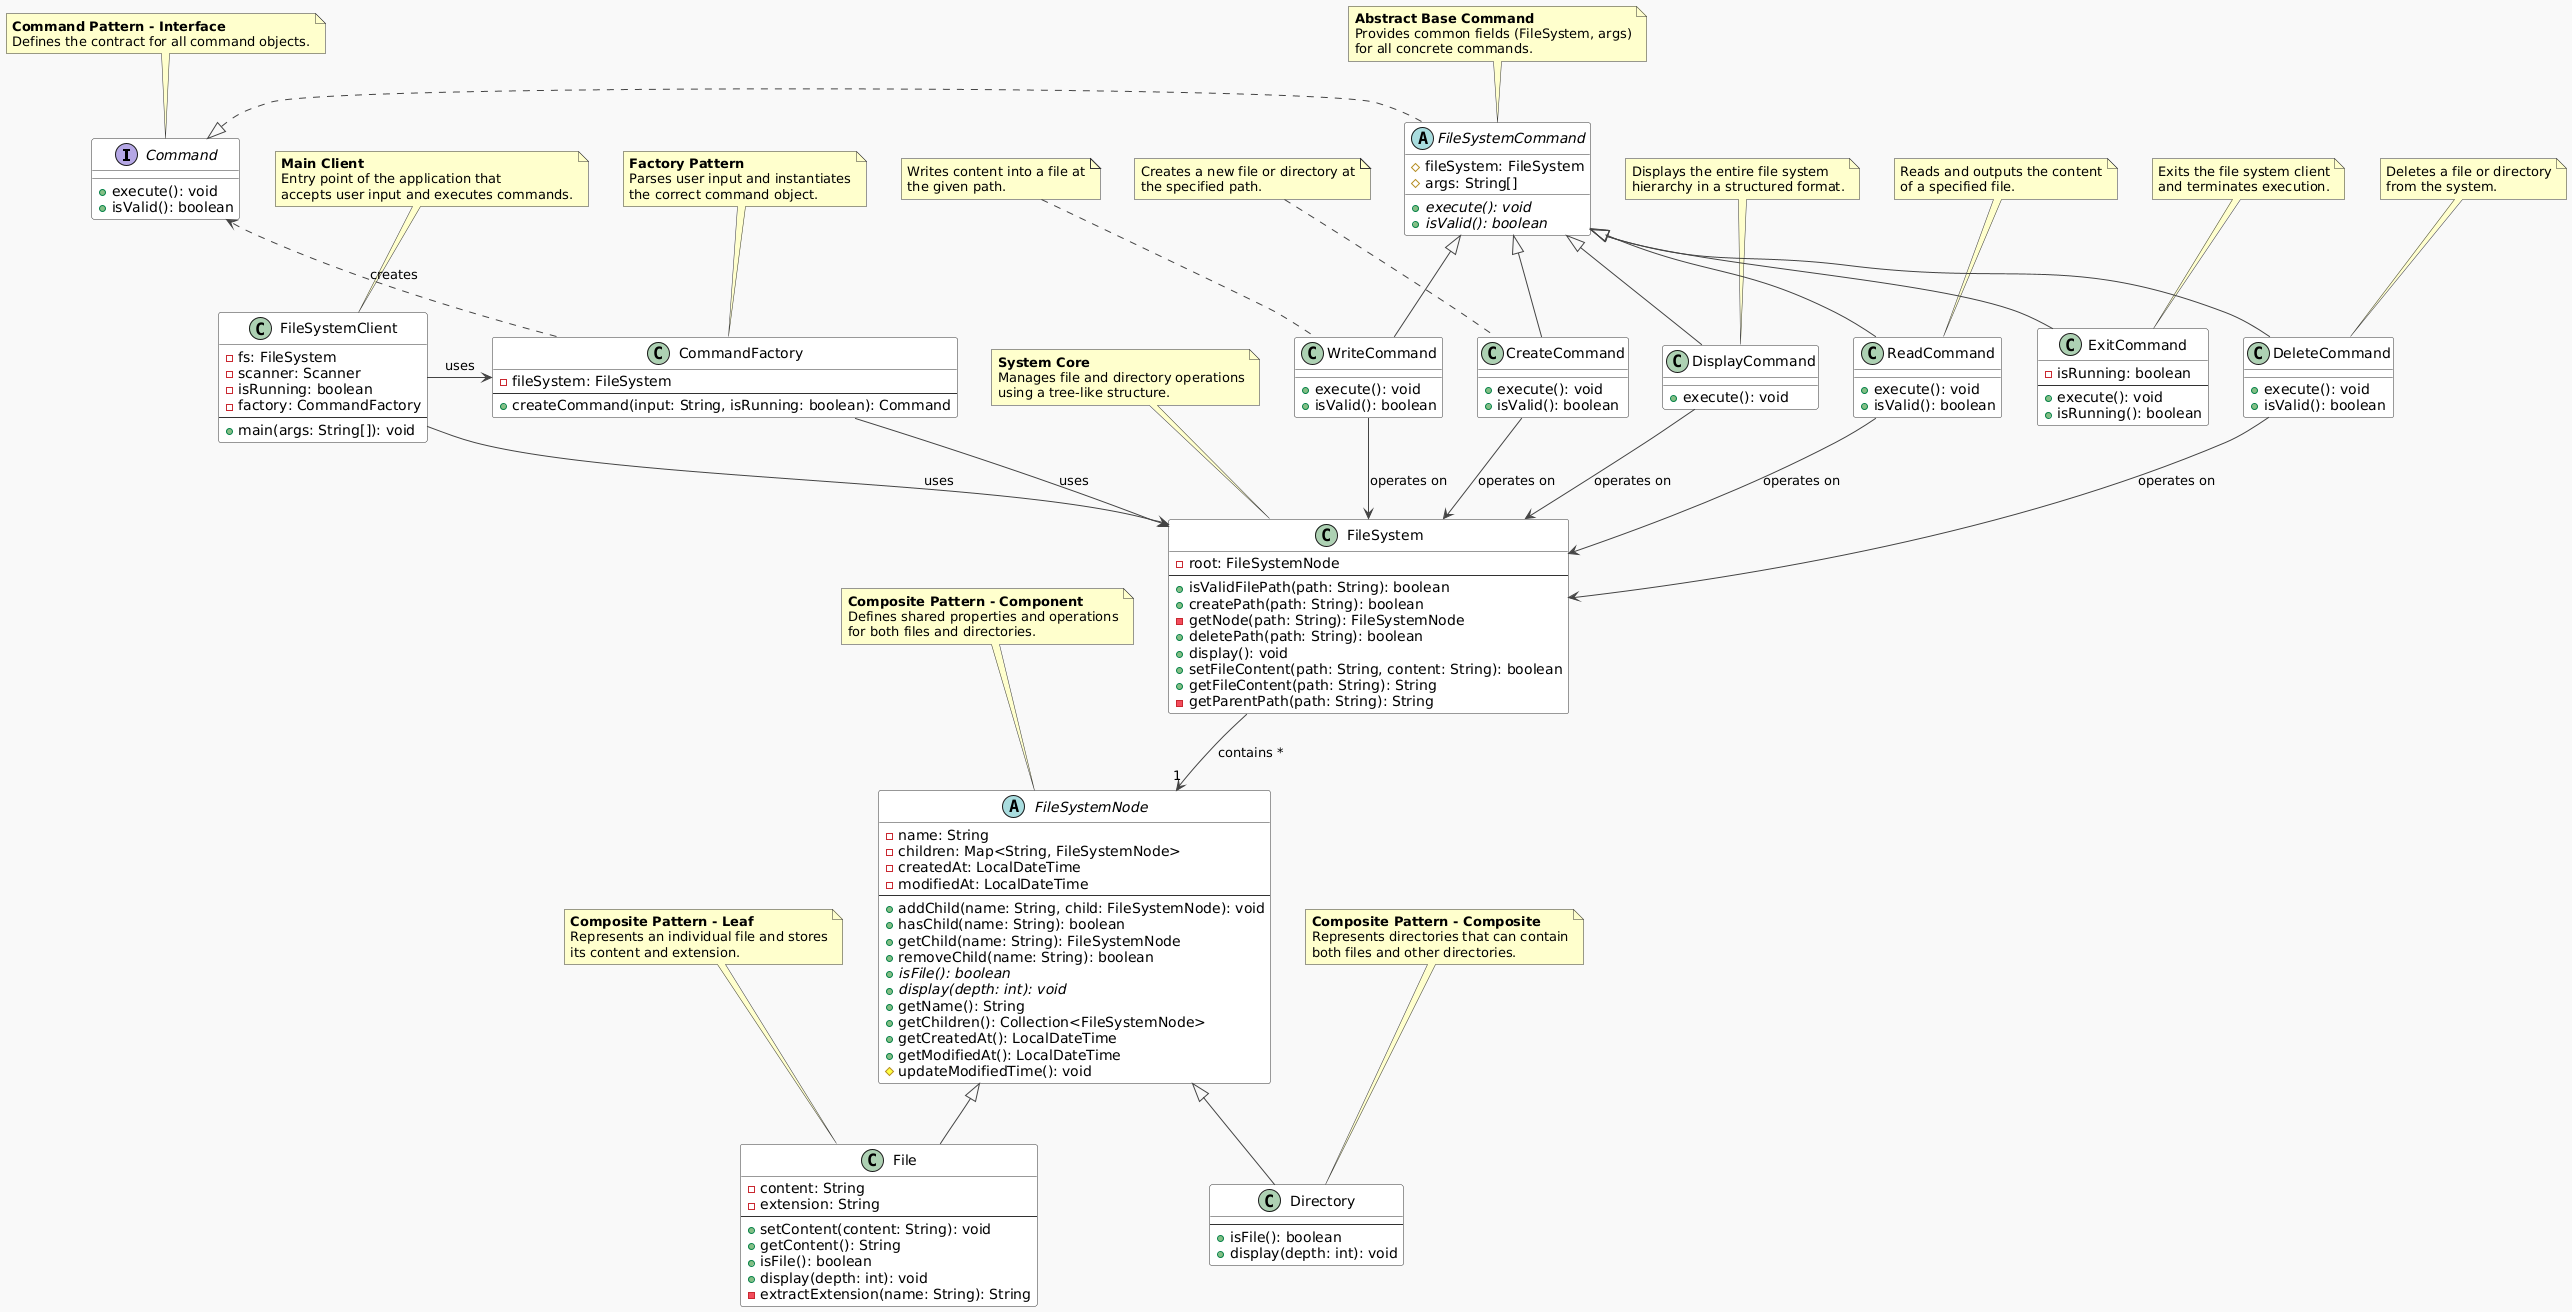 Command Pattern - Interface
Defines the contract for all command objects.
Abstract Base Command
Provides common fields (FileSystem, args)
for all concrete commands.
I Command
execute(): void
isValid(): boolean
Main Client
Entry point of the application that
accepts user input and executes commands.
Factory Pattern
Parses user input and instantiates
the correct command object.
Writes content into a file at
the given path.
Creates a new file or directory at
the specified path.
A FileSystemCommand
fileSystem: FileSystem
args: String[]
execute(): void
isValid(): boolean
Displays the entire file system
hierarchy in a structured format.
Reads and outputs the content
of a specified file.
Exits the file system client
and terminates execution.
Deletes a file or directory
from the system.
creates
C FileSystemClient
fs: FileSystem
scanner: Scanner
isRunning: boolean
factory: CommandFactory
main(args: String[]): void
uses
C CommandFactory
fileSystem: FileSystem
createCommand(input: String, isRunning: boolean): Command
System Core
Manages file and directory operations
using a tree-like structure.
C WriteCommand
execute(): void
isValid(): boolean
C CreateCommand
execute(): void
isValid(): boolean
C DisplayCommand
execute(): void
C ReadCommand
execute(): void
isValid(): boolean
C ExitCommand
isRunning: boolean
execute(): void
isRunning(): boolean
C DeleteCommand
execute(): void
isValid(): boolean
uses
uses
operates on
operates on
operates on
operates on
operates on
C FileSystem
root: FileSystemNode
isValidFilePath(path: String): boolean
createPath(path: String): boolean
getNode(path: String): FileSystemNode
deletePath(path: String): boolean
display(): void
setFileContent(path: String, content: String): boolean
getFileContent(path: String): String
getParentPath(path: String): String
Composite Pattern - Component
Defines shared properties and operations
for both files and directories.
contains *
1
A FileSystemNode
name: String
children: Map<String, FileSystemNode>
createdAt: LocalDateTime
modifiedAt: LocalDateTime
addChild(name: String, child: FileSystemNode): void
hasChild(name: String): boolean
getChild(name: String): FileSystemNode
removeChild(name: String): boolean
isFile(): boolean
display(depth: int): void
getName(): String
getChildren(): Collection<FileSystemNode>
getCreatedAt(): LocalDateTime
getModifiedAt(): LocalDateTime
updateModifiedTime(): void
Composite Pattern - Leaf
Represents an individual file and stores
its content and extension.
Composite Pattern - Composite
Represents directories that can contain
both files and other directories.
C File
content: String
extension: String
setContent(content: String): void
getContent(): String
isFile(): boolean
display(depth: int): void
extractExtension(name: String): String
C Directory
isFile(): boolean
display(depth: int): void